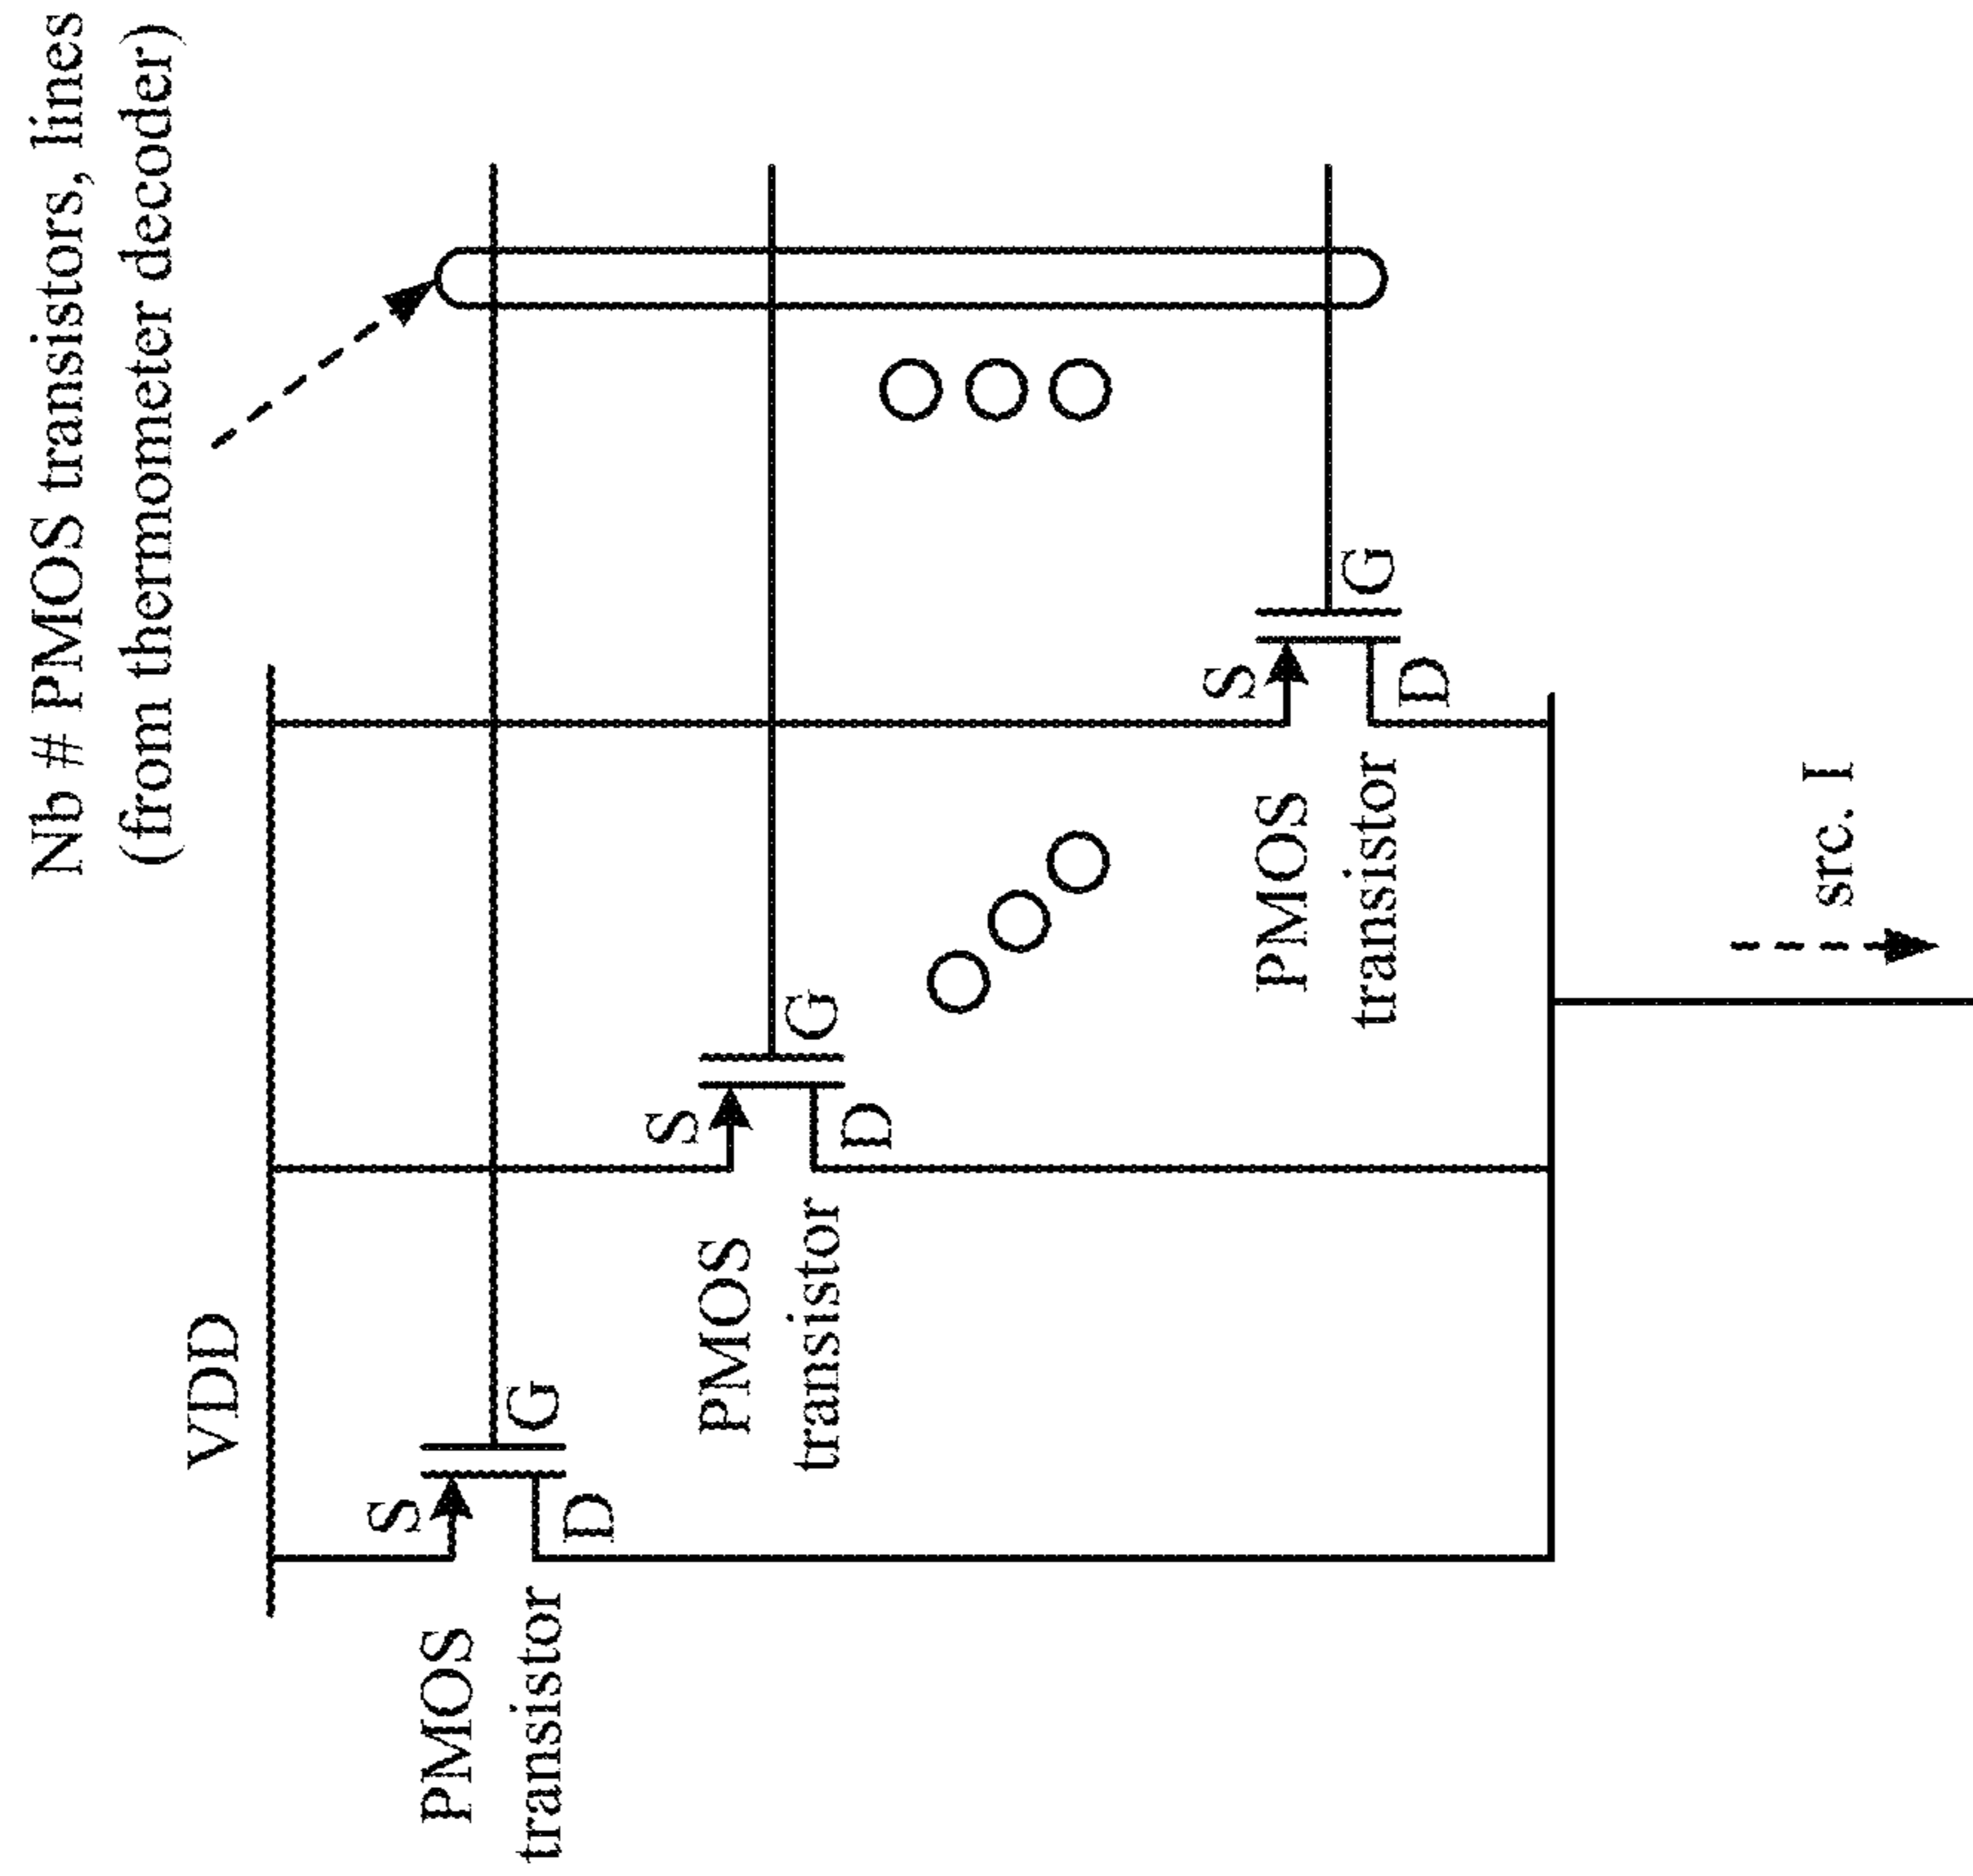 Nb # PMOS transistors, lines
(from thermometer decoder)
VDD
S
G
D
PMOS
transistor
S
G
D
PMOS
transistor
S
G
D
PMOS
transistor
src. I